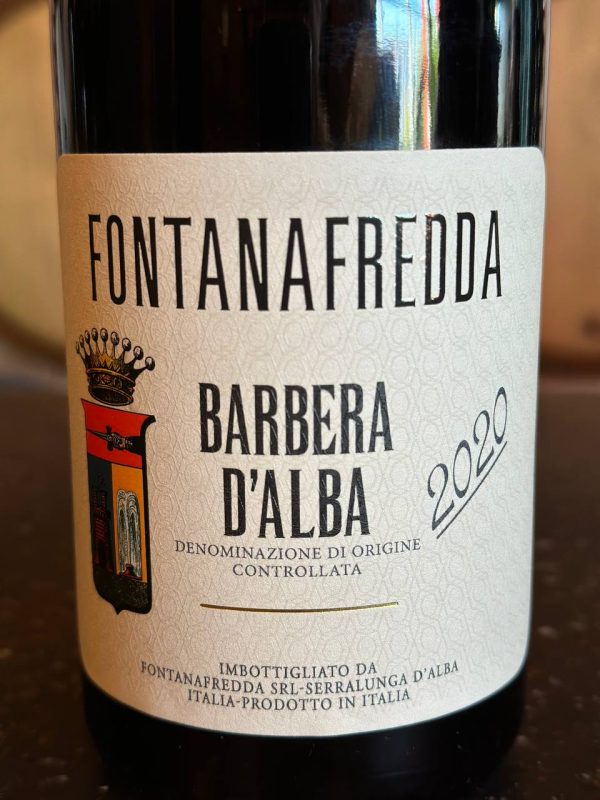 FONTANAFREDDA
BARBERA
D'ALBA
2020
DENOMINAZIONE DI ORIGINE
CONTROLLATA
IMBOTTIGLIATO DA
FONTANAFREDDA SRL-SERRALUNGA D'ALBA
ITALIA-PRODOTTO IN ITALIA